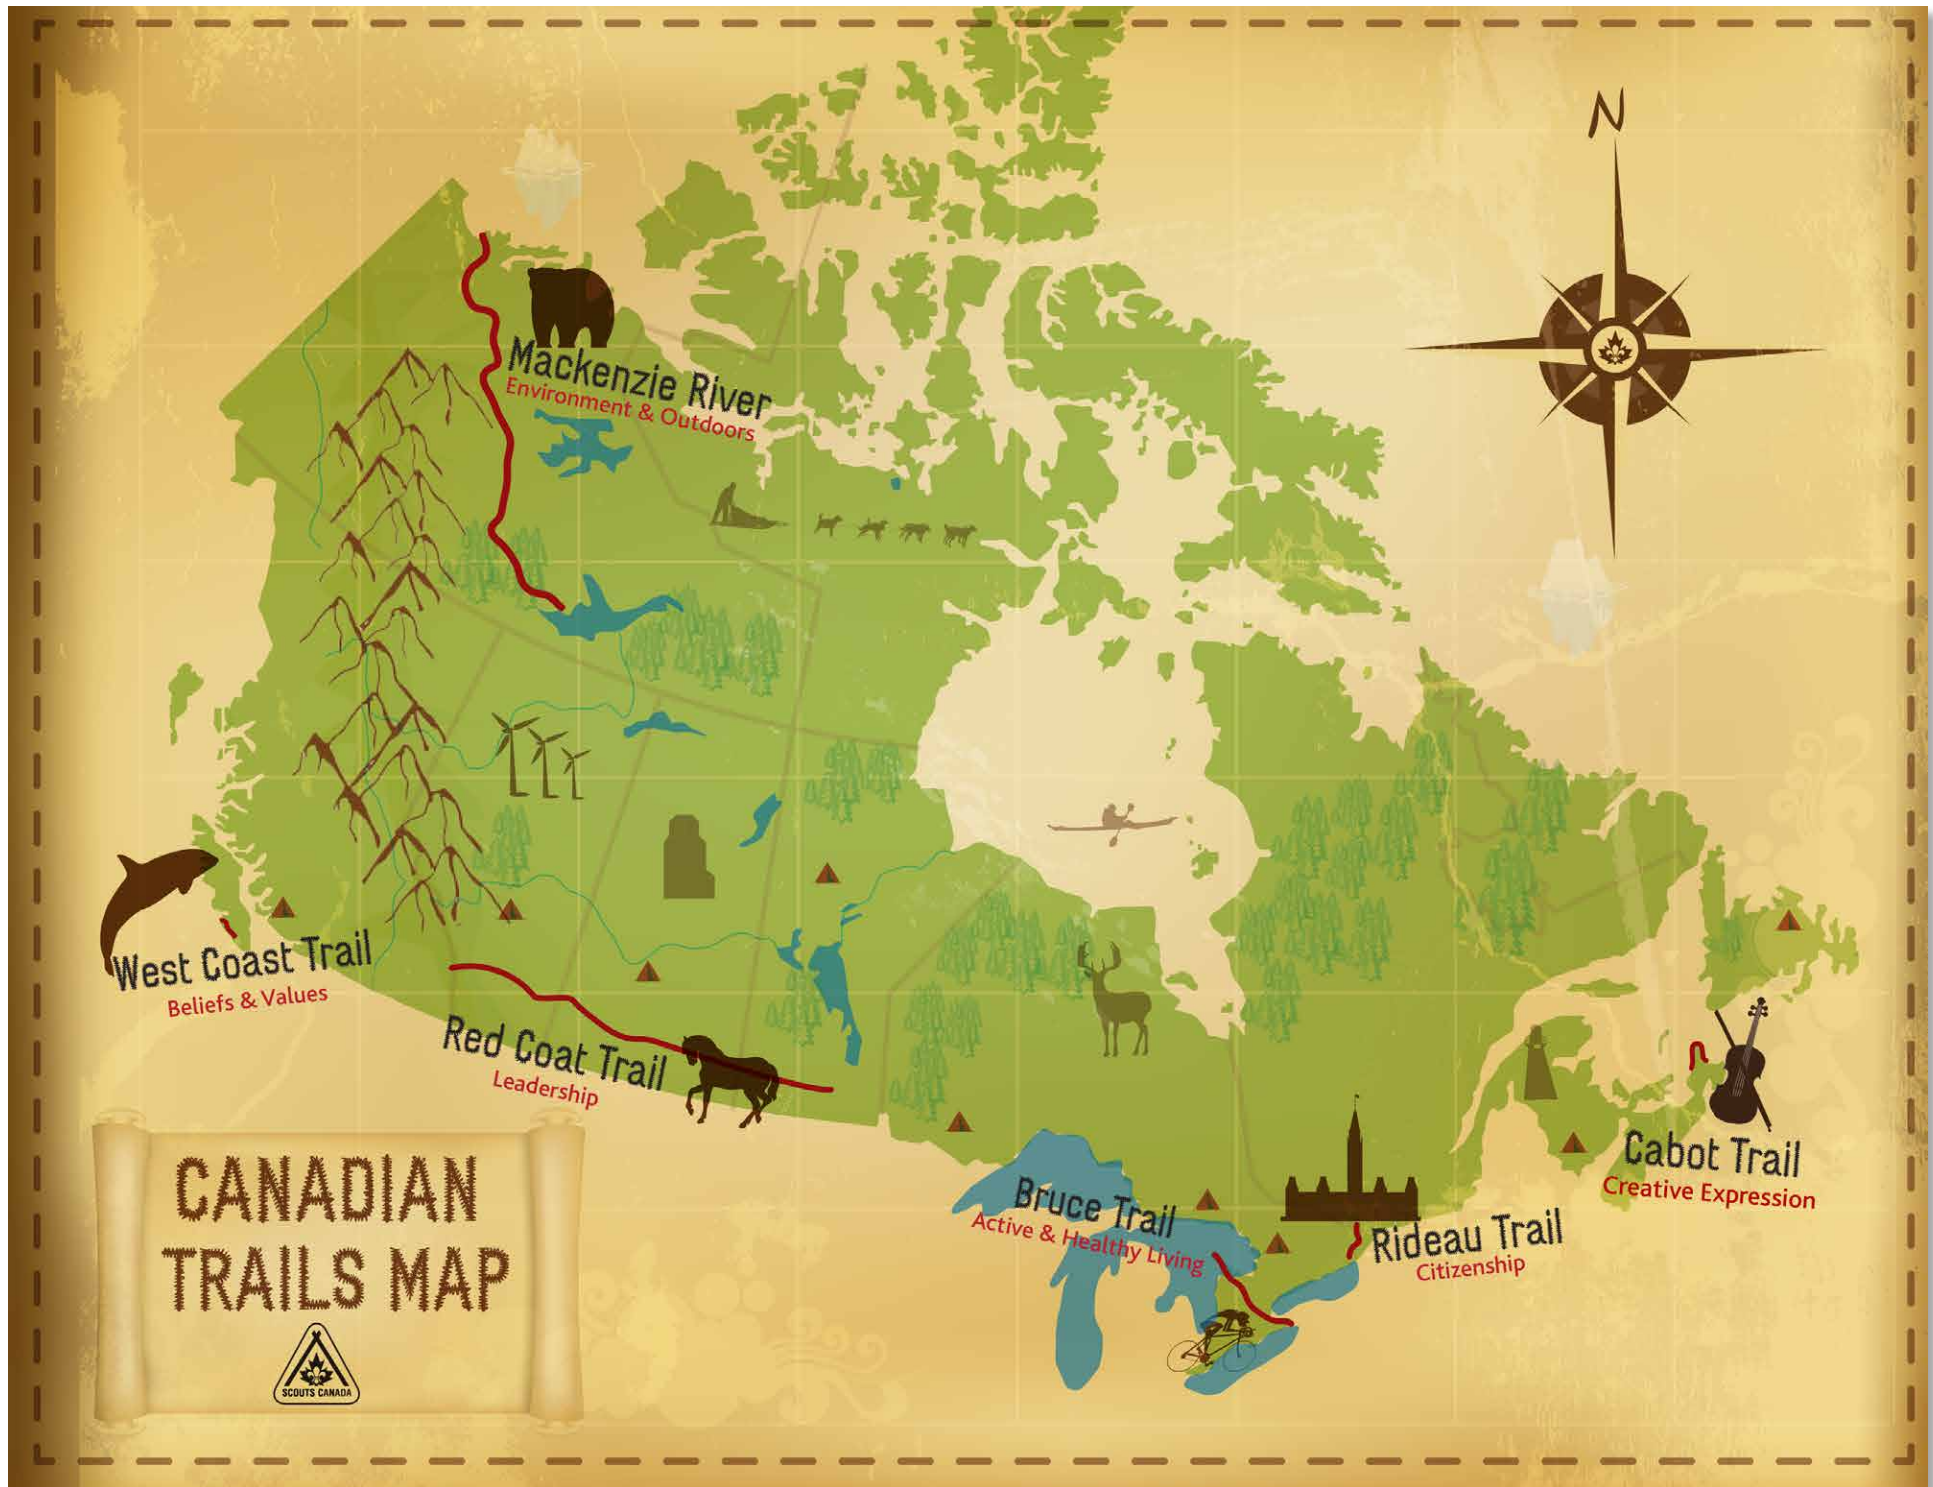 N
Mackenzie River
Environment & Outdoors
West Coast Trail
Beliefs & Values
Red Coat Trail
Leadership
Cabot Trail
Creative Expression
Bruce Trail
Active & Healthy Living
Rideau Trail
Citizenship
CANADIAN
TRAILS MAP
SCOUTS CANADA